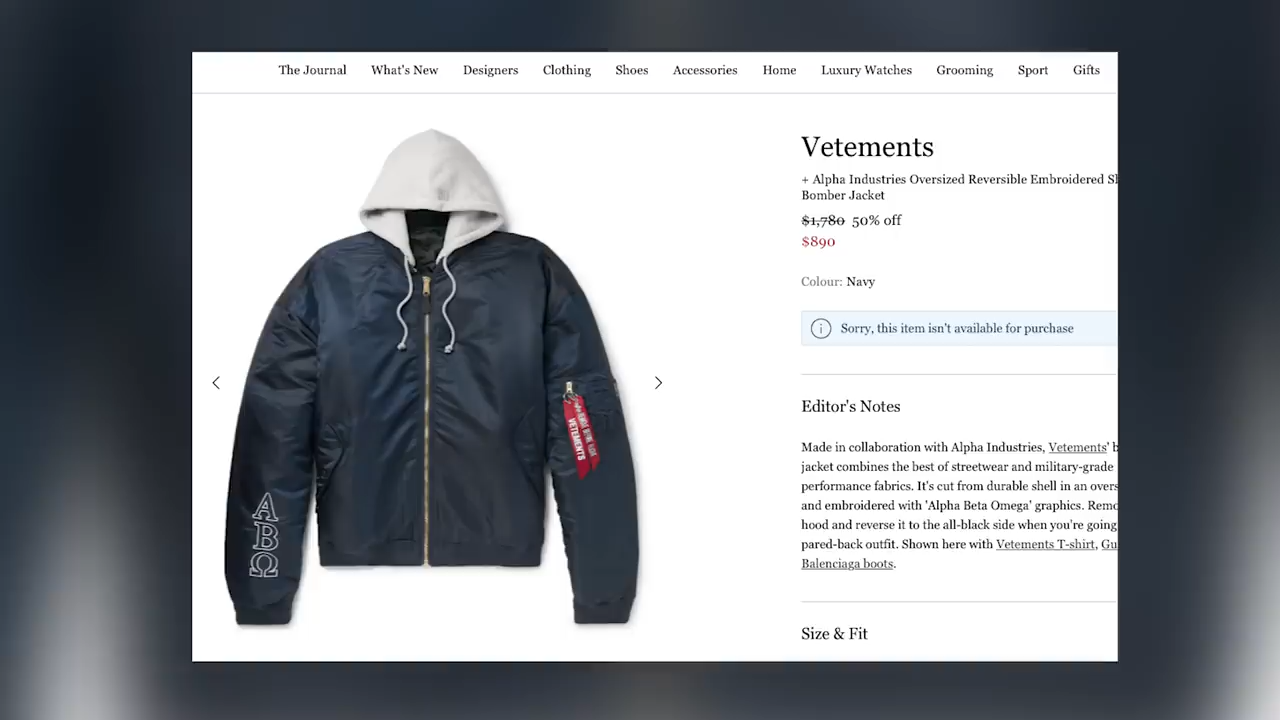 The Journal What's New Designers Clothing Shoes Accessories Home Luxury Watches Grooming Sport Gifts
Vetements
+ Alpha Industries Oversized Reversible Embroidered
Bomber Jacket
$1,780 50% off
$890
Colour: Navy
Sorry, this item isn't available for purchase
Editor's Notes
Made in collaboration with Alpha Industries, Vetements'
jacket combines the best of streetwear and military-grade
performance fabrics. It's cut from durable shell in an
and embroidered with 'Alpha Beta Omega' graphics.
hood and reverse it to the all-black side when you're going
pared-back outfit. Shown here with Vetements T-shirt,
Balenciaga boots.
Size & Fit
VETEMENTS
Α
Β
Ω